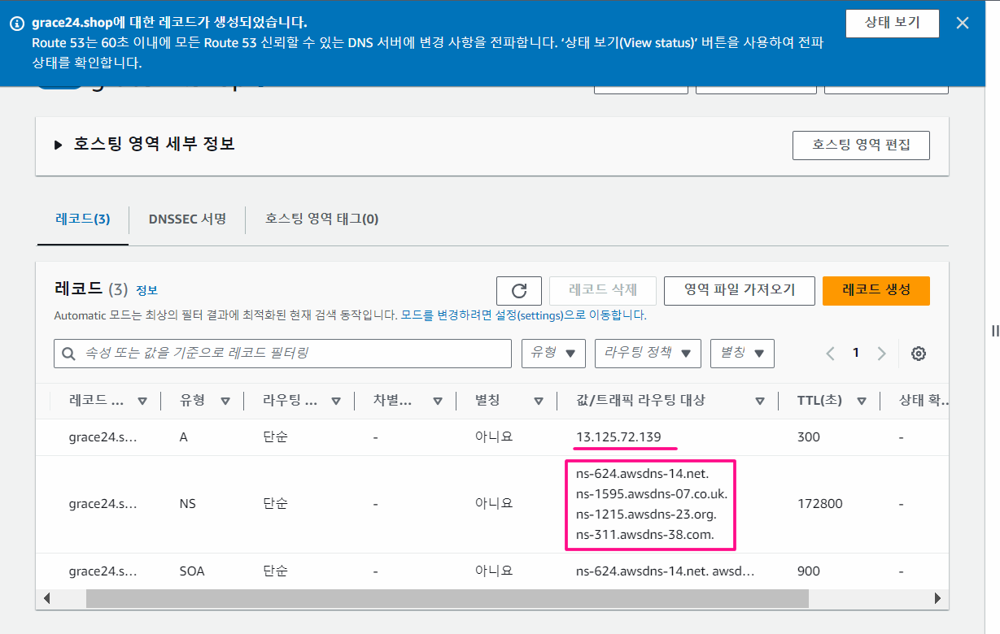 grace24.shop에 대한 레코드가 생성되었습니다.
상태 보기
Route 53는 60초 이내에 모든 Route 53 신뢰할 수 있는 DNS 서버에 변경 사항을 전파합니다. ‘상태 보기(View status)’ 버튼을 사용하여 전파
상태를 확인합니다.
호스팅 영역 세부 정보
호스팅 영역 편집
레코드(3) DNSSEC 서명 호스팅 영역 태그(0)
레코드 (3) 정보
레코드 삭제 영역 파일 가져오기 레코드 생성
Automatic 모드는 최상의 필터 결과에 최적화된 현재 검색 동작입니다. 모드를 변경하려면 설정(settings)으로 이동합니다.
속성 또는 값을 기준으로 레코드 필터링 유형 라우팅 정책 별칭 1
레코드 ... 유형 라우팅 ... 차별... 별칭 값/트래픽 라우팅 대상 TTL(초) 상태 확...
grace24.s... A 단순 - 아니요 13.125.72.139 300 -
ns-624.awsdns-14.net.
ns-1595.awsdns-07.co.uk.
grace24.s... NS 단순 - 아니요 172800 -
ns-1215.awsdns-23.org.
ns-311.awsdns-38.com.
grace24.s... SOA 단순 - 아니요 ns-624.awsdns-14.net. awsd... 900 -